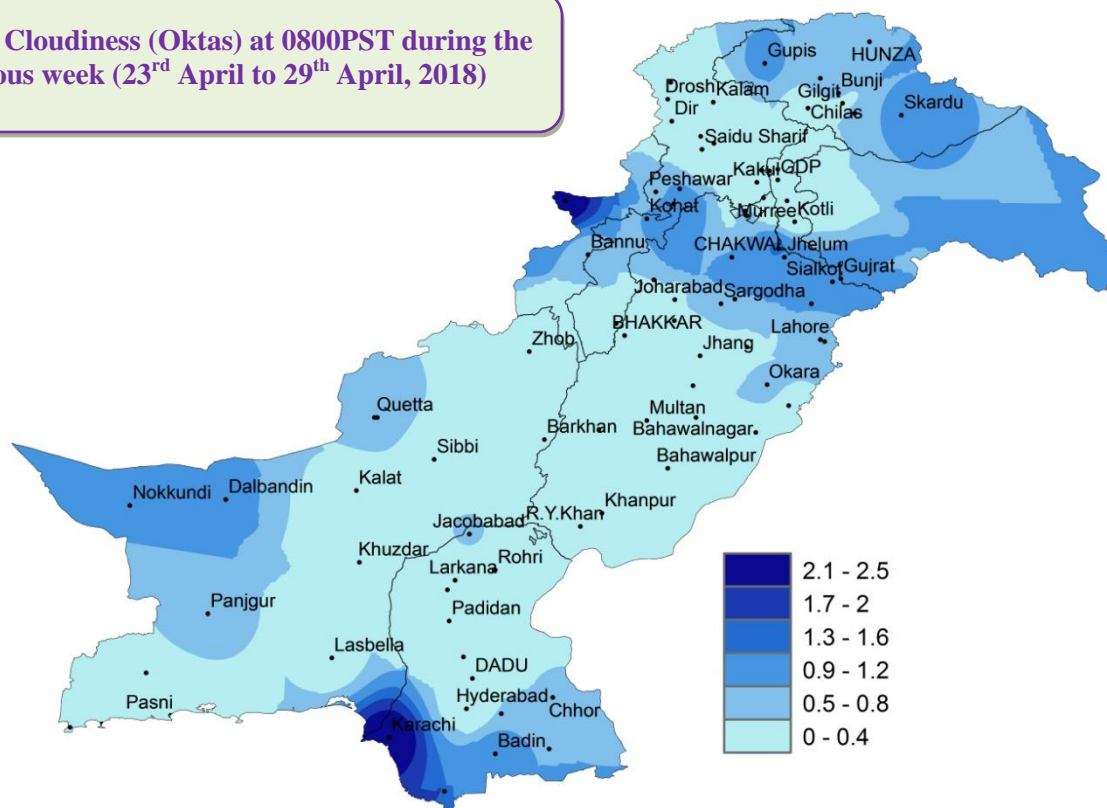 Cloudiness (Oktas) at 0800PST during the
ous week (23rd April to 29th April, 2018)
Gupis
HUNZA
Bunji
Drosh
Kalam
Gilgit
Skardu
Dir
Chilas
Saidu Sharif
Kakul
GDP
Peshawar
Kohat
Murree
Kotli
Bannu
CHAKWAL
Jhelum
Sialkot
Gujrat
Joharabad
Sargodha
BHAKKAR
Lahore
Zhob
Jhang
Okara
Quetta
Multan
Barkhan
Bahawalnagar
Sibbi
Bahawalpur
Nokkundi
Dalbandin
Kalat
Khanpur
Jacobabad
R.Y.Khan
Khuzdar
Rohri
Larkana
Panjgur
Padidan
Lasbella
DADU
Pasni
Hyderabad
Chhor
Karachi
Badin
2.1 - 2.5
1.7 - 2
1.3 - 1.6
0.9 - 1.2
0.5 - 0.8
0 - 0.4